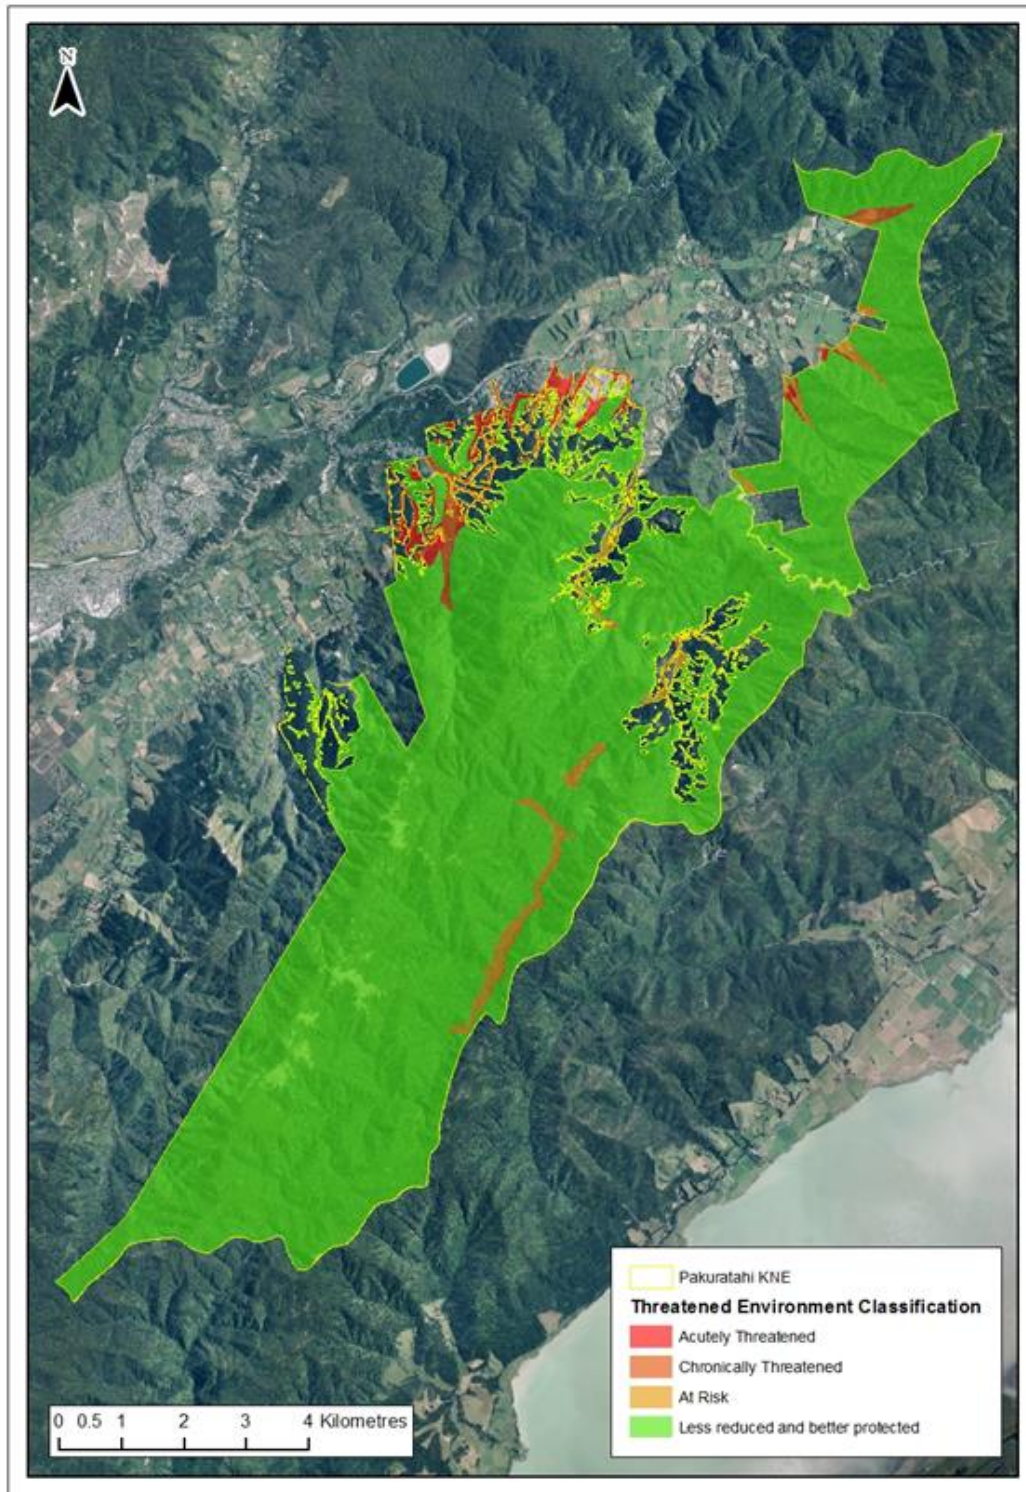 N
Pakuratahi KNE
Threatened Environment Classification
Acutely Threatened
Chronically Threatened
At Risk
Less reduced and better protected
0 0.5 1 2 3 4 Kilometres